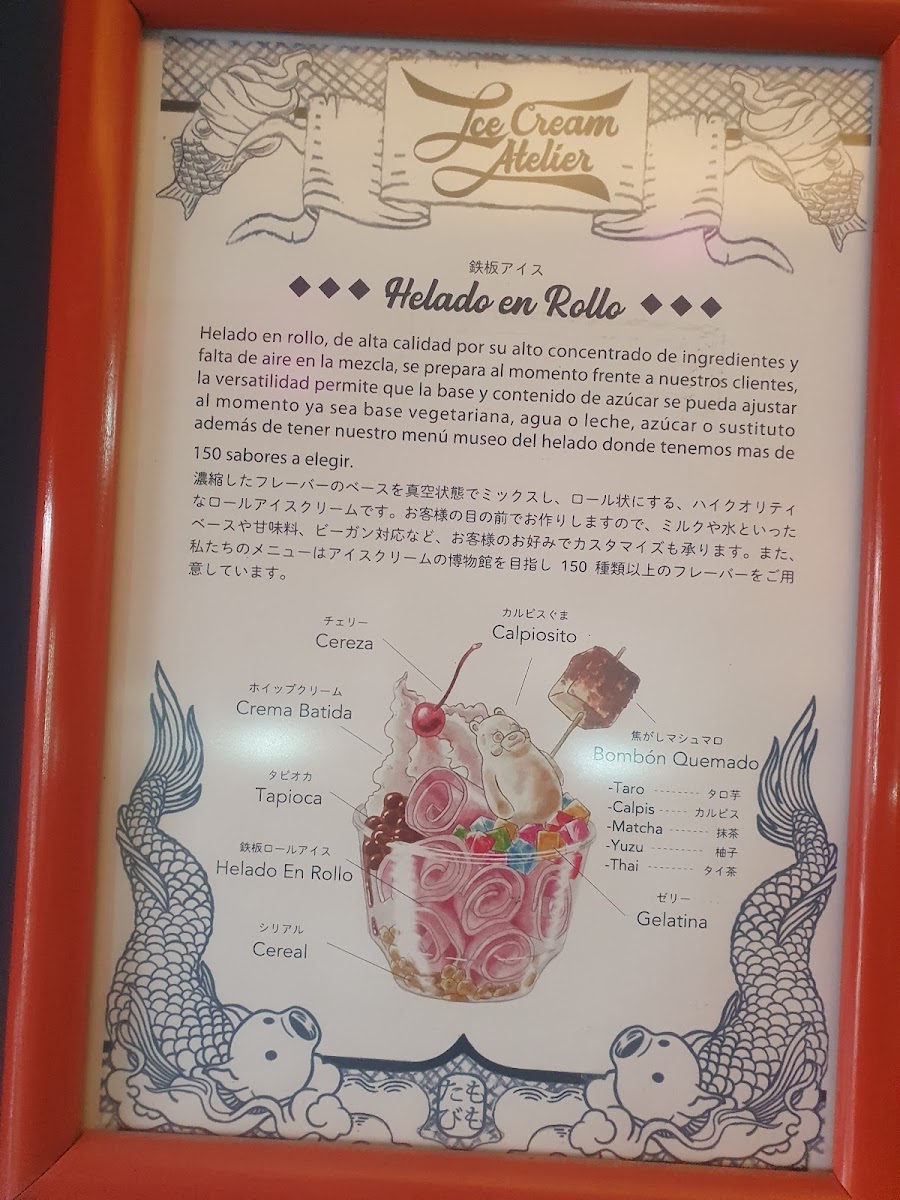 Ice Cream
Atelier
鉄板アイス
Helado en Rollo
Helado en rollo, de alta calidad por su alto concentrado de ingredientes y
falta de aire en la mezcla, se prepara al momento frente a nuestros clientes,
la versatilidad permite que la base y contenido de azúcar se pueda ajustar
al momento ya sea base vegetariana, agua o leche, azúcar o sustituto
además de tener nuestro menú museo del helado donde tenemos mas de
150 sabores a elegir.
濃縮したフレーバーのベースを真空状態でミックスし、ロール状にする、ハイクオリティ
なロールアイスクリームです。お客様の目の前でお作りしますので、ミルクや水といった
ベースや甘味料、ビーガン対応など、お客様のお好みでカスタマイズも承ります。また、
私たちのメニューはアイスクリームの博物館を目指し 150 種類以上のフレーバーをご用
意しています。
チェリー
Cereza
カルピスぐま
Calpiosito
ホイップクリーム
Crema Batida
焦がしマシュマロ
Bombón Quemado
タピオカ
Tapioca
-Taro -------- タロ芋
-Calpis ----- カルピス
-Matcha ------- 抹茶
-Yuzu -------- 柚子
-Thai -------- タイ茶
鉄板ロールアイス
Helado En Rollo
ゼリー
Gelatina
シリアル
Cereal
もも
たび